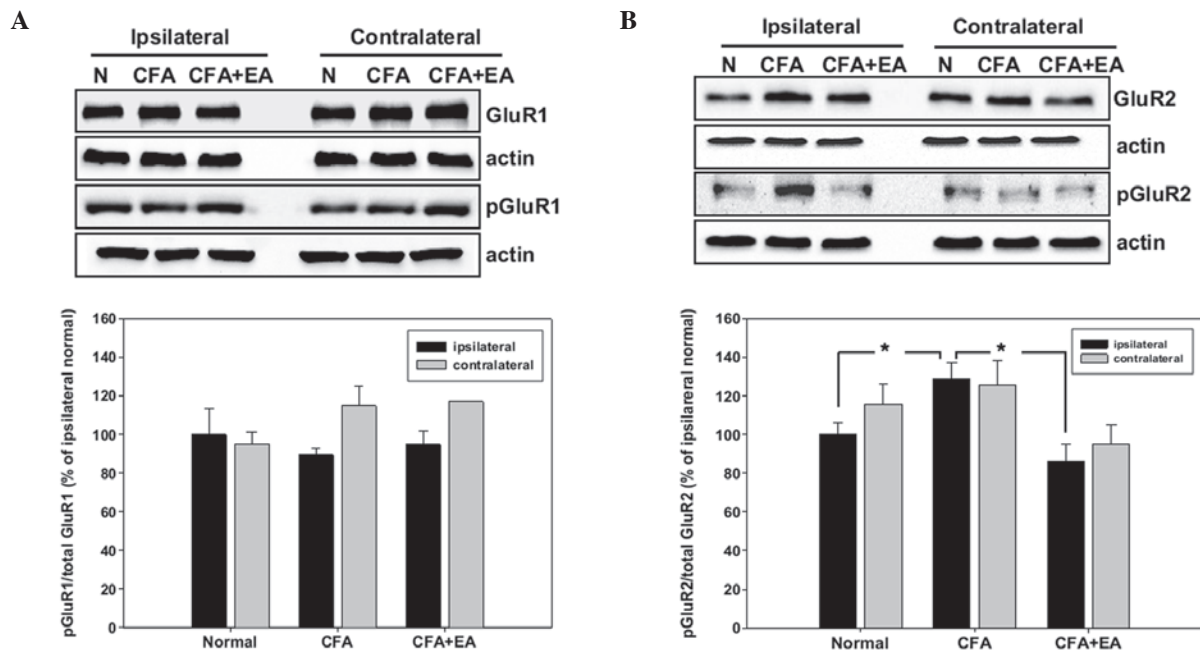 A
Ipsilateral Contralateral
N CFA CFA+EA N CFA CFA+EA
GluR1
actin
pGluR1
actin
pGluR1/total GluR1 (% of ipsilateral normal)
160
140
120
100
80
60
40
20
0
ipsilateral
contralateral
Normal CFA CFA+EA
B
Ipsilateral Contralateral
N CFA CFA+EA N CFA CFA+EA
GluR2
actin
pGluR2
actin
pGluR2/total GluR2 (% of ipsilareral normal)
160
140
120
100
80
60
40
20
0
ipsilateral
contralateral
* *
Normal CFA CFA+EA